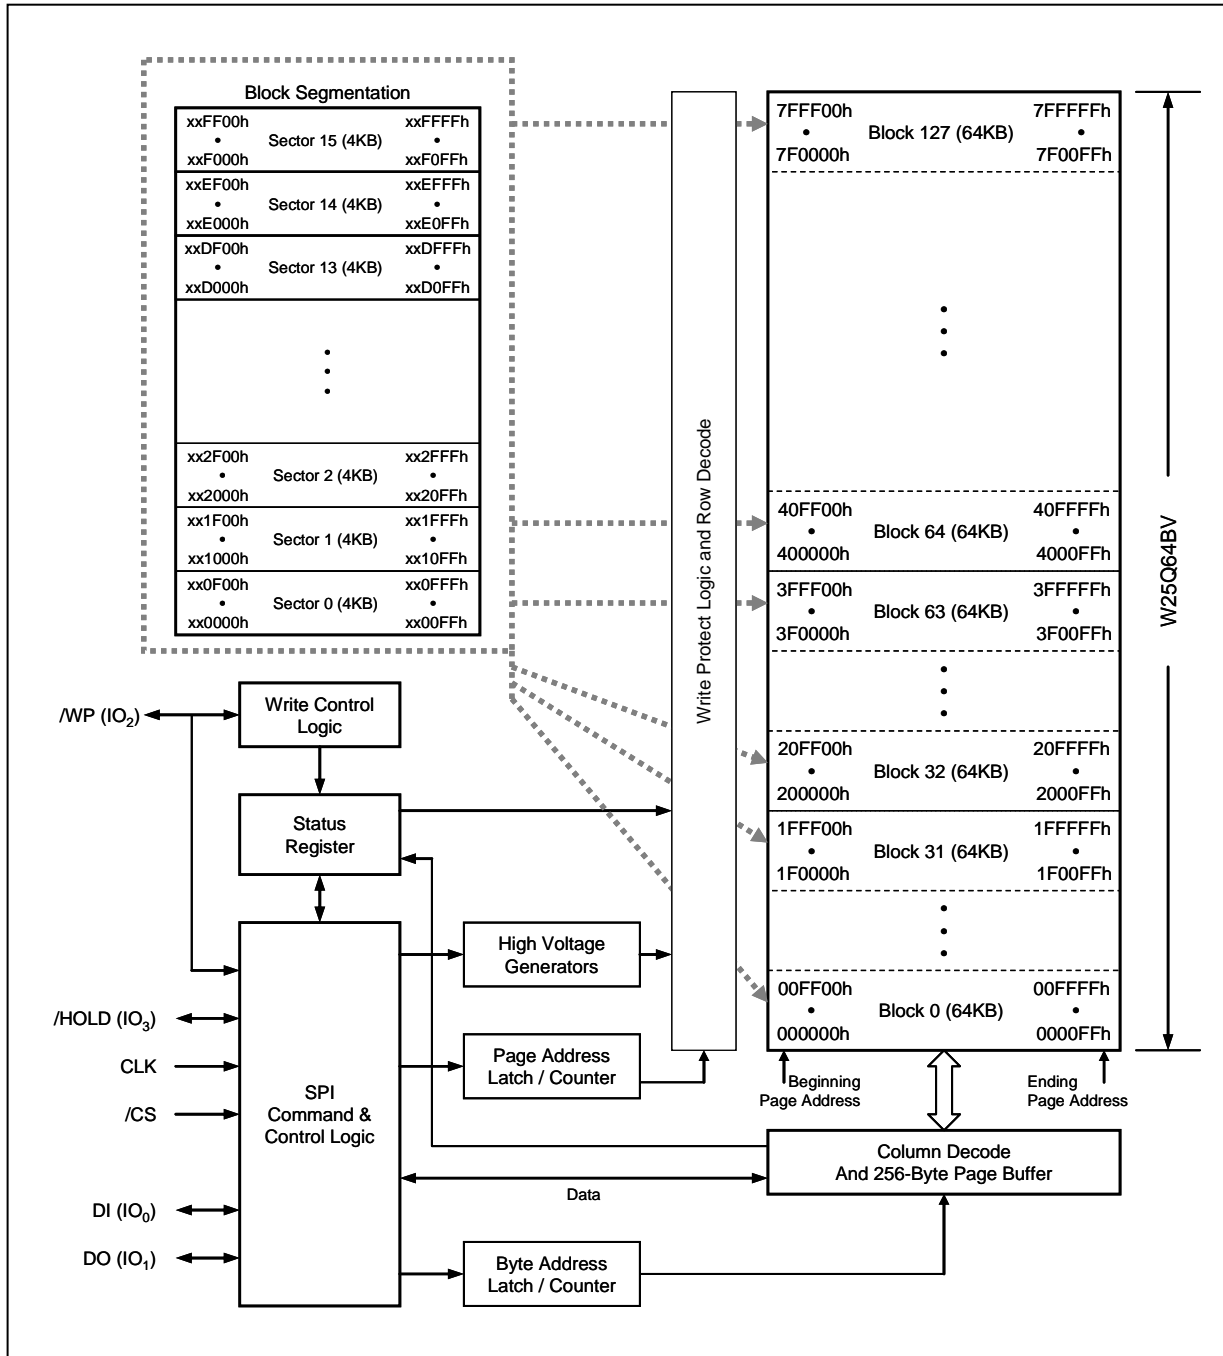 Block Segmentation
xxFF00h xxFFFFh
• Sector 15 (4KB) •
xxF000h xxF0FFh
xxEF00h xxEFFFh
• Sector 14 (4KB) •
xxE000h xxE0FFh
xxDF00h xxDFFFh
• Sector 13 (4KB) •
xxD000h xxD0FFh
xx2F00h xx2FFFh
• Sector 2 (4KB) •
xx2000h xx20FFh
xx1F00h xx1FFFh
• Sector 1 (4KB) •
xx1000h xx10FFh
xx0F00h xx0FFFh
• Sector 0 (4KB) •
xx0000h xx00FFh
Write Protect Logic and Row Decode
7FFF00h 7FFFFFh
• Block 127 (64KB) •
7F0000h 7F00FFh
40FF00h 40FFFFh
• Block 64 (64KB) •
400000h 4000FFh
3FFF00h 3FFFFFh
• Block 63 (64KB) •
3F0000h 3F00FFh
20FF00h 20FFFFh
• Block 32 (64KB) •
200000h 2000FFh
1FFF00h 1FFFFFh
• Block 31 (64KB) •
1F0000h 1F00FFh
00FF00h 00FFFFh
• Block 0 (64KB) •
000000h 0000FFh
W25Q64BV
Beginning
Page Address
Ending
Page Address
/WP (IO2)
Write Control
Logic
Status
Register
High Voltage
Generators
/HOLD (IO3)
CLK
/CS
DI (IO0)
DO (IO1)
SPI
Command &
Control Logic
Page Address
Latch / Counter
Column Decode
And 256-Byte Page Buffer
Data
Byte Address
Latch / Counter